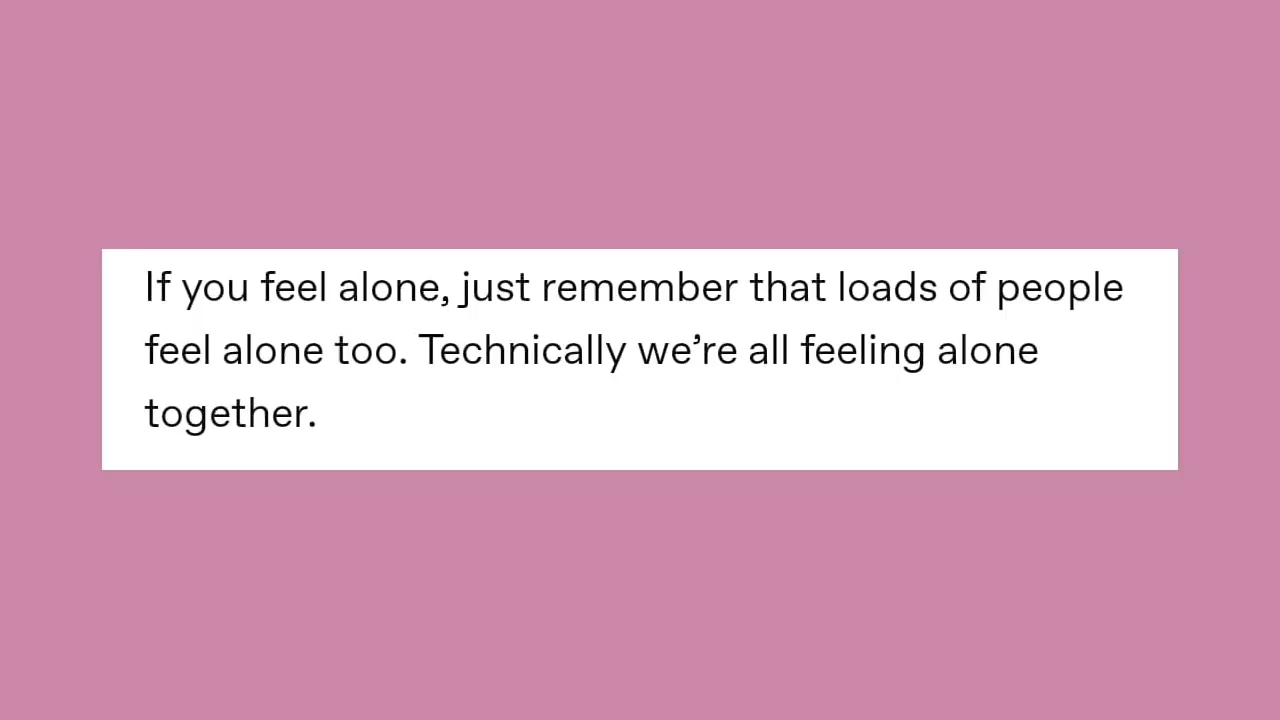 If you feel alone, just remember that loads of people
feel alone too. Technically we’re all feeling alone
together.